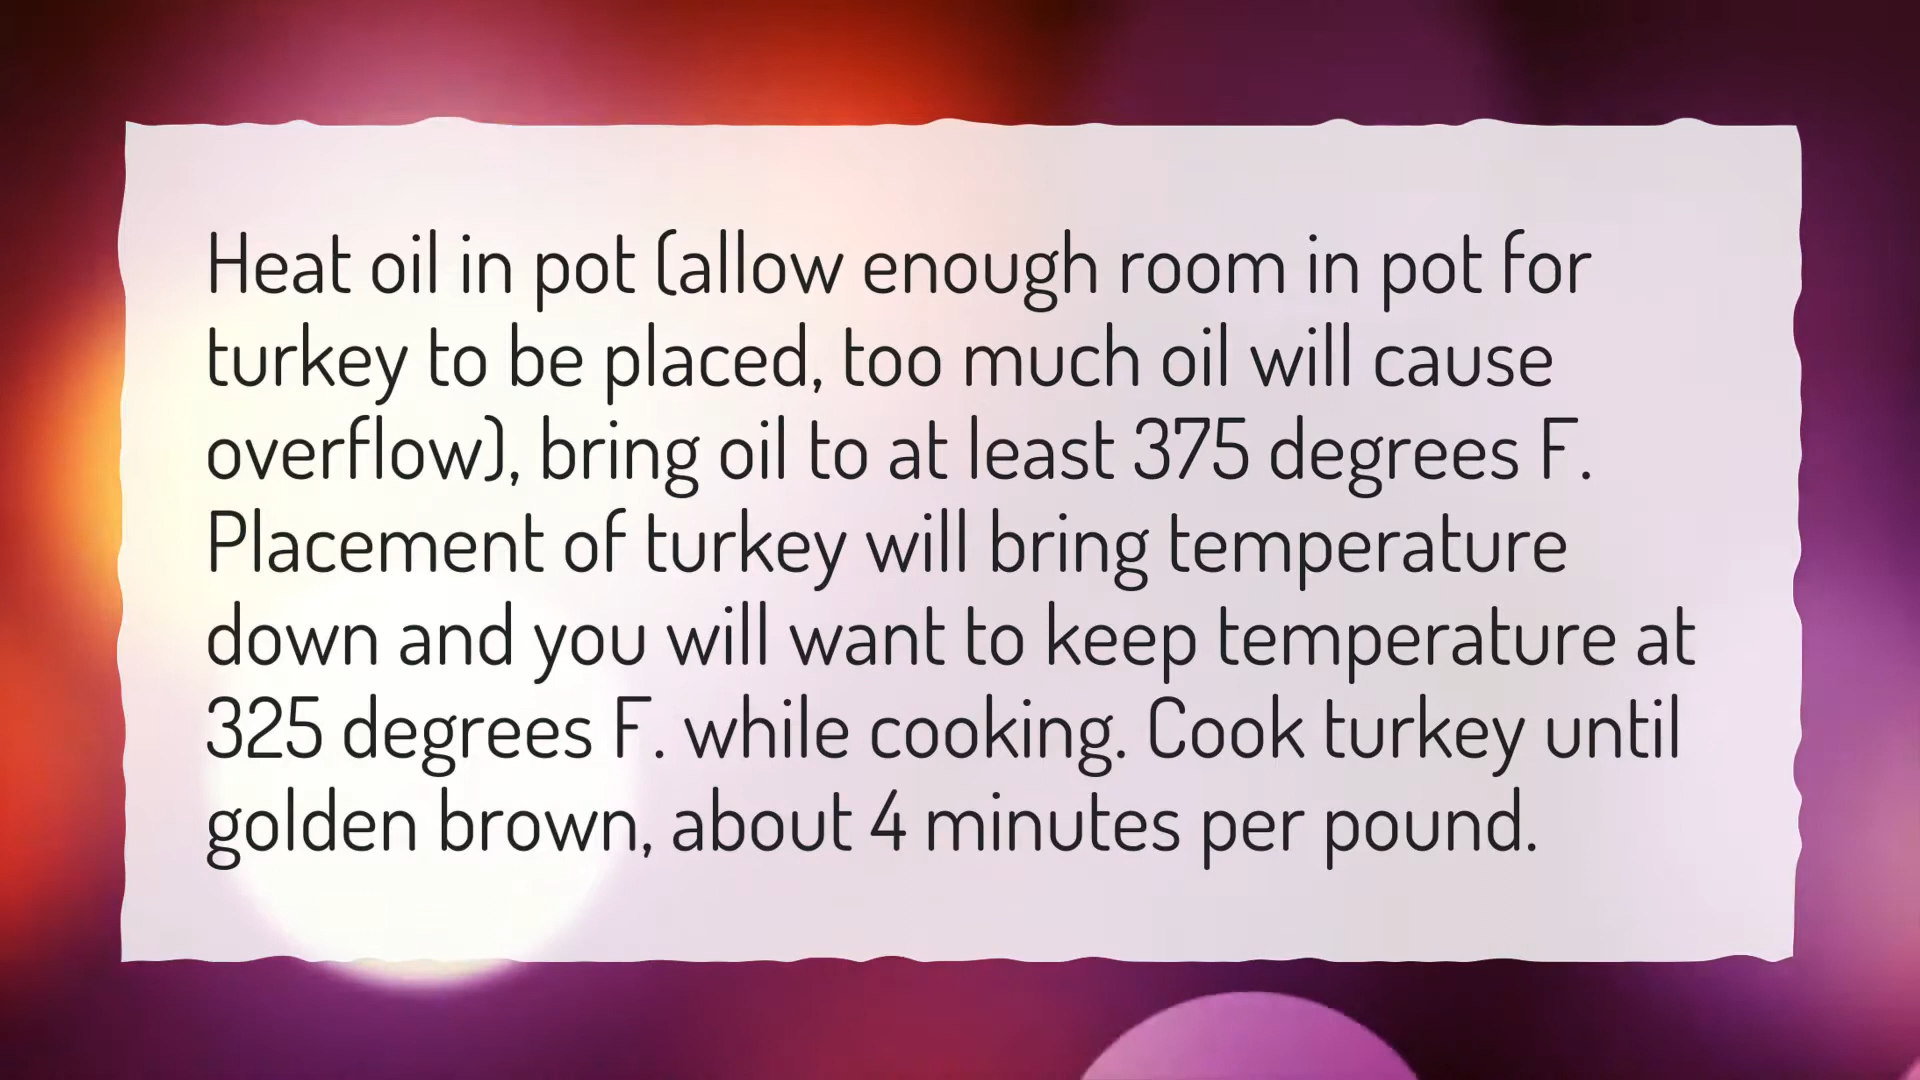 Heat oil in pot (allow enough room in pot for
turkey to be placed, too much oil will cause
overflow), bring oil to at least 375 degrees F.
Placement of turkey will bring temperature
down and you will want to keep temperature at
325 degrees F. while cooking. Cook turkey until
golden brown, about 4 minutes per pound.